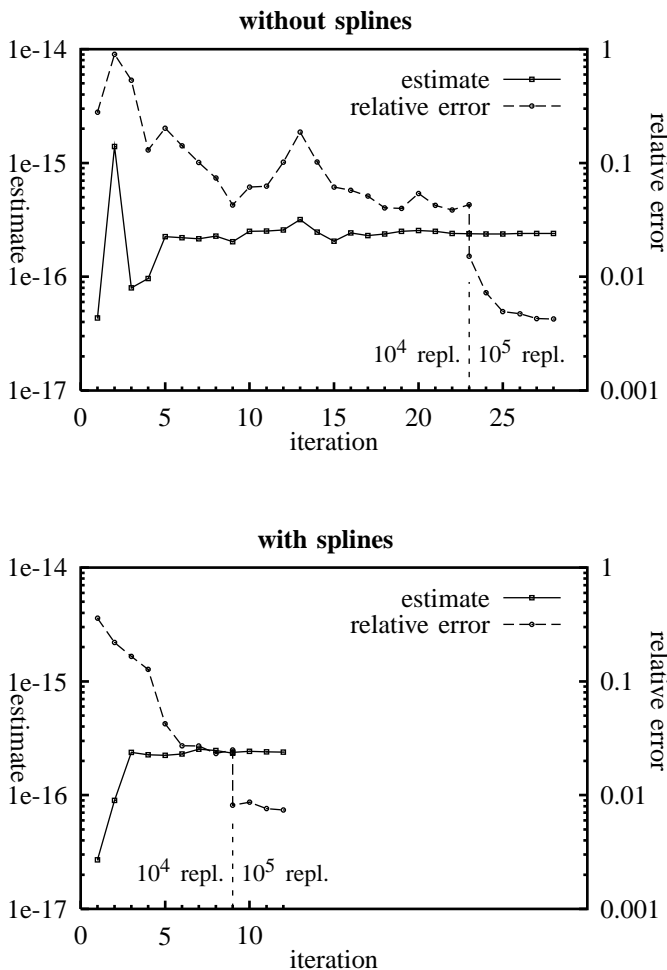 without splines
1e-14
1e-15
1e-16
1e-17
estimate
1
0.1
0.01
0.001
relative error
estimate
relative error
10^4 repl.
10^5 repl.
0 5 10 15 20 25
iteration
with splines
1e-14
1e-15
1e-16
1e-17
estimate
1
0.1
0.01
0.001
relative error
estimate
relative error
10^4 repl.
10^5 repl.
0 5 10
iteration